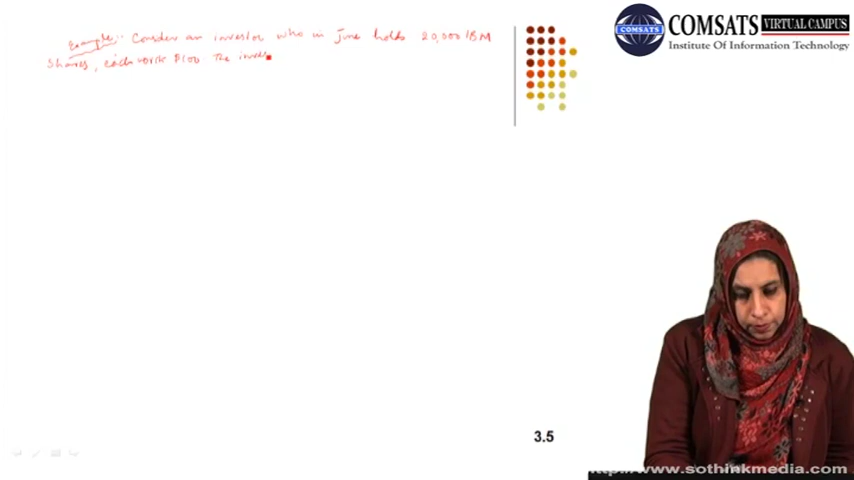 Example:- Consider an investor who in June holds 20,000 IBM
Shares, each worth $100 The inves
COMSATS
COMSATS VIRTUAL CAMPUS
Institute Of Information Technology
3.5
http://www.sothinkmedia.com